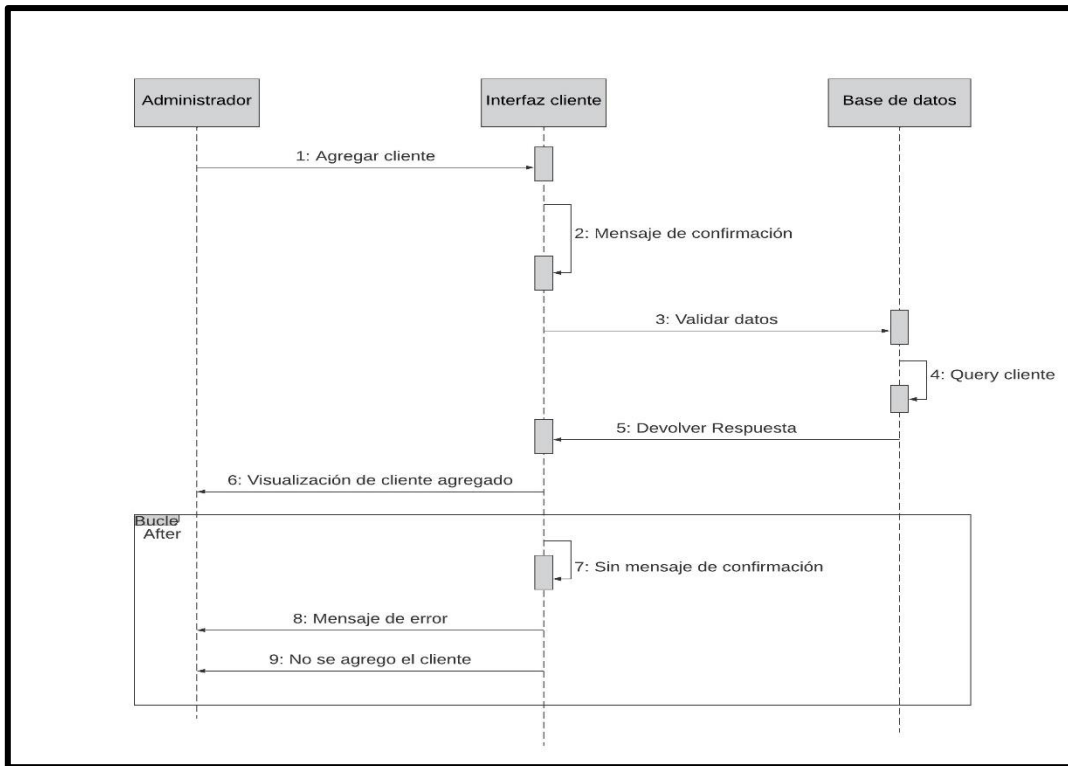 Administrador
Interfaz cliente
Base de datos
1: Agregar cliente
2: Mensaje de confirmación
3: Validar datos
4: Query cliente
5: Devolver Respuesta
6: Visualización de cliente agregado
Bucle
After
7: Sin mensaje de confirmación
8: Mensaje de error
9: No se agrego el cliente